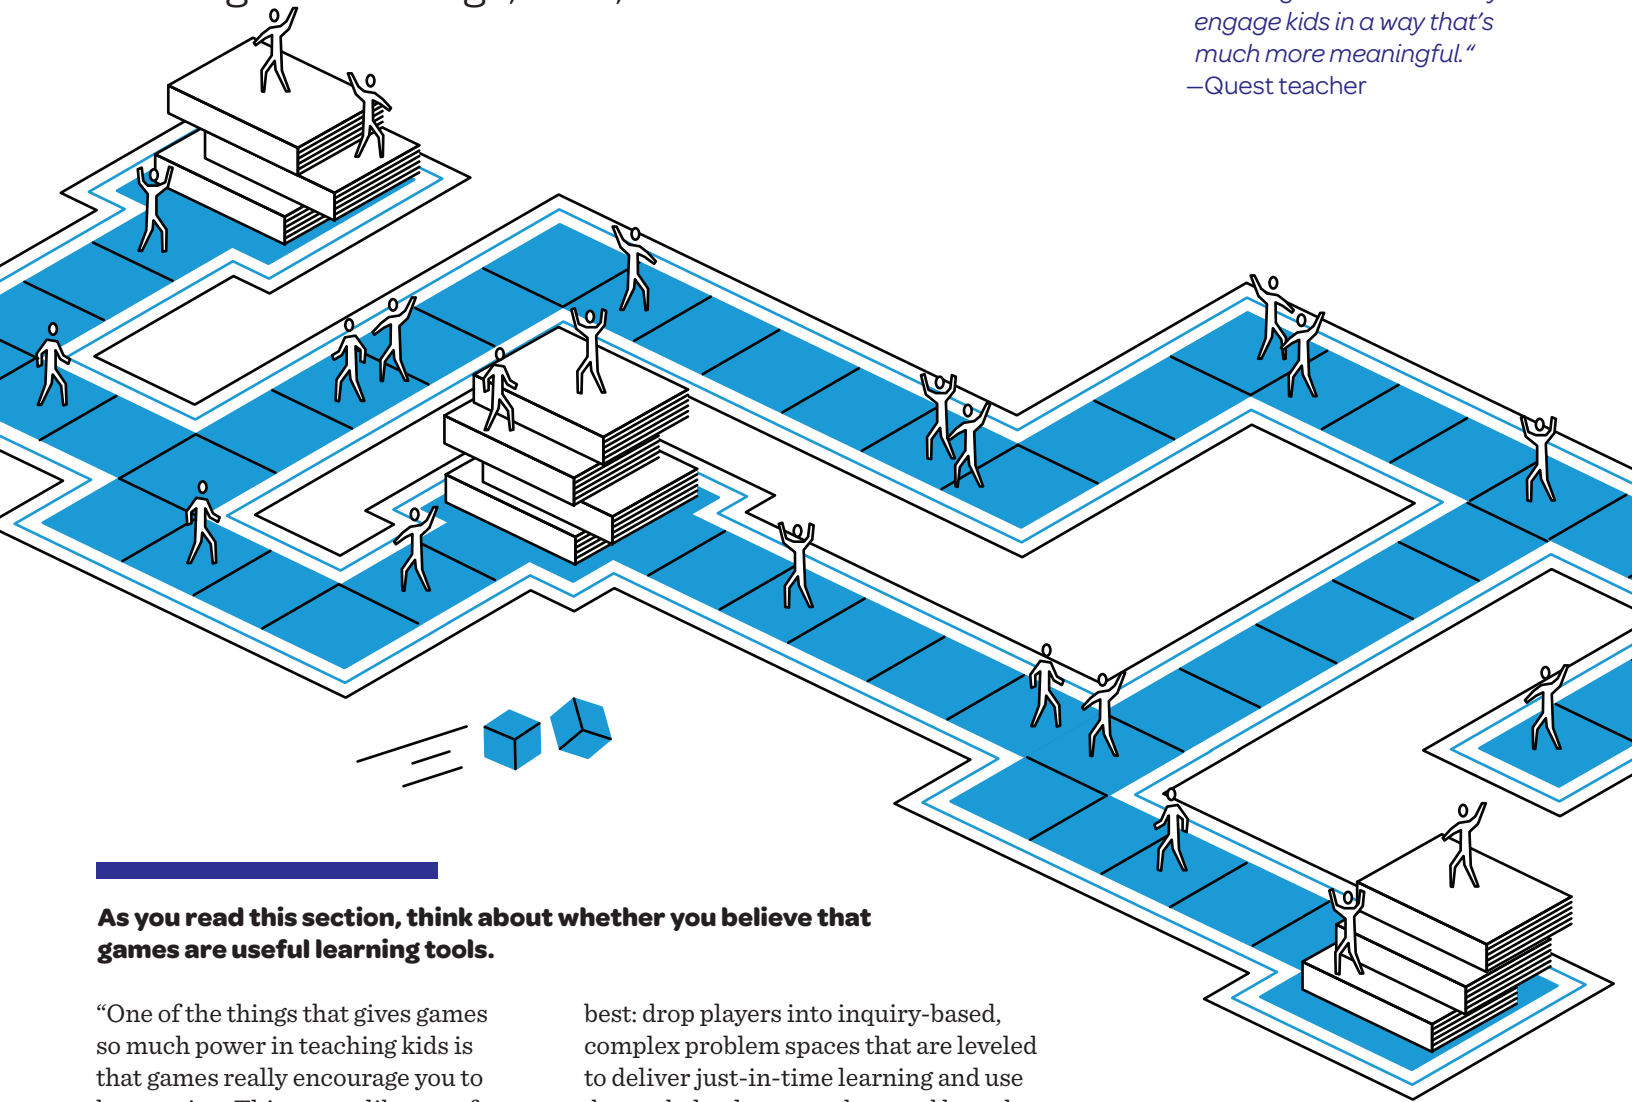 engage kids in a way that’s
much more meaningful.“
—Quest teacher
As you read this section, think about whether you believe that
games are useful learning tools.
“One of the things that gives games
so much power in teaching kids is
that games really encourage you to
best: drop players into inquiry-based,
complex problem spaces that are leveled
to deliver just-in-time learning and use